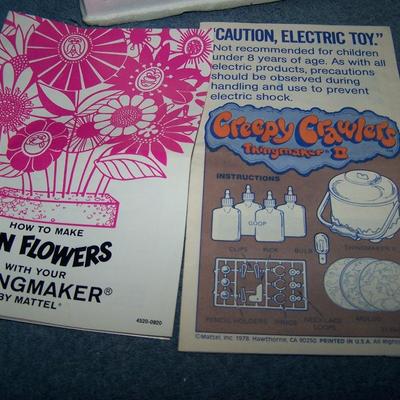 HOW TO MAKE
N FLOWERS
WITH YOUR
NGMAKER®
BY MATTEL®
4520-0920
"CAUTION, ELECTRIC TOY."
Not recommended for children
under 8 years of age. As with all
electric products, precautions
should be observed during
handling and use to prevent
electric shock.
Creepy Crawlers
Thingmaker® II
INSTRUCTIONS
GOOP
CLIPS PICK BULB THINGMAKER II
PENCIL HOLDERS RINGS NECKLACE LOOPS MOLDS
©Mattel, Inc. 1978. Hawthorne, CA 90250. PRINTED IN U.S.A. All Rights